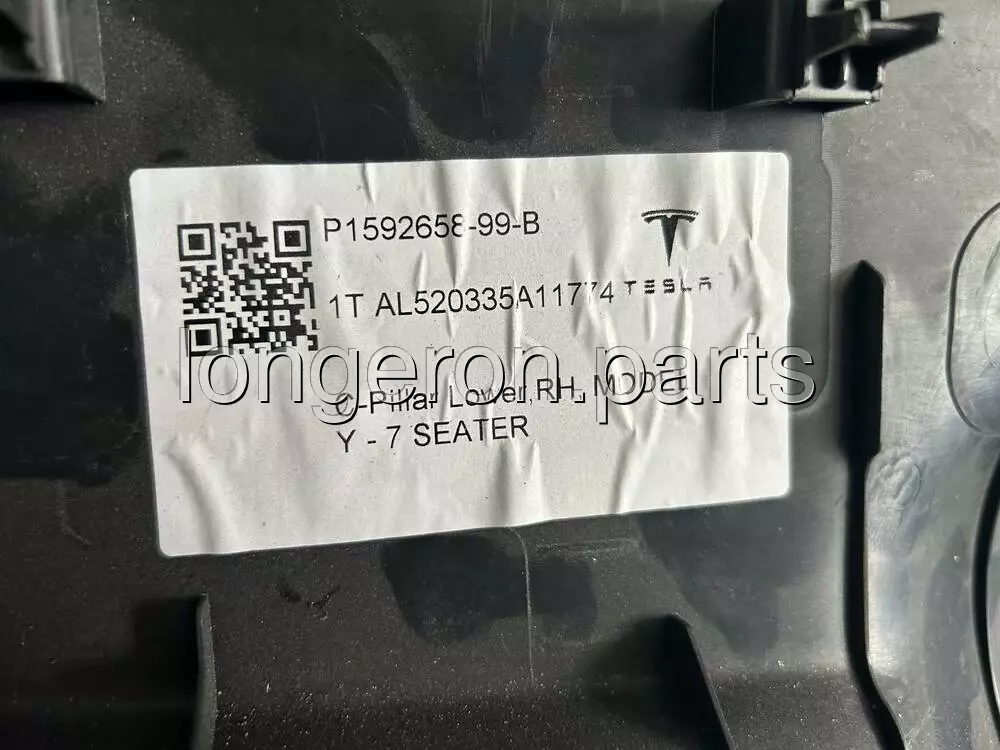 P1592658-99-B
1T AL520335A11774
TESLA
longeron.parts
C-Pillar Lower,RH, MODEL
Y - 7 SEATER